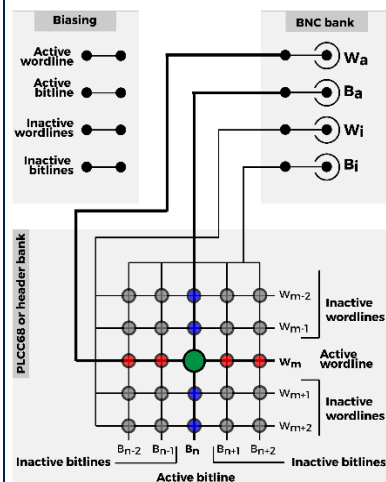 Biasing
BNC bank
Active
wordline
Wa
Active
bitline
Ba
Inactive
wordlines
Wi
Inactive
bitlines
Bi
PLCC68 or header bank
Wm-2
Inactive
wordlines
Wm-1
Wm
Active
wordline
Wm+1
Inactive
wordlines
Wm+2
Bn-2 Bn-1 Bn Bn+1 Bn+2
Inactive bitlines
Inactive bitlines
Active bitline